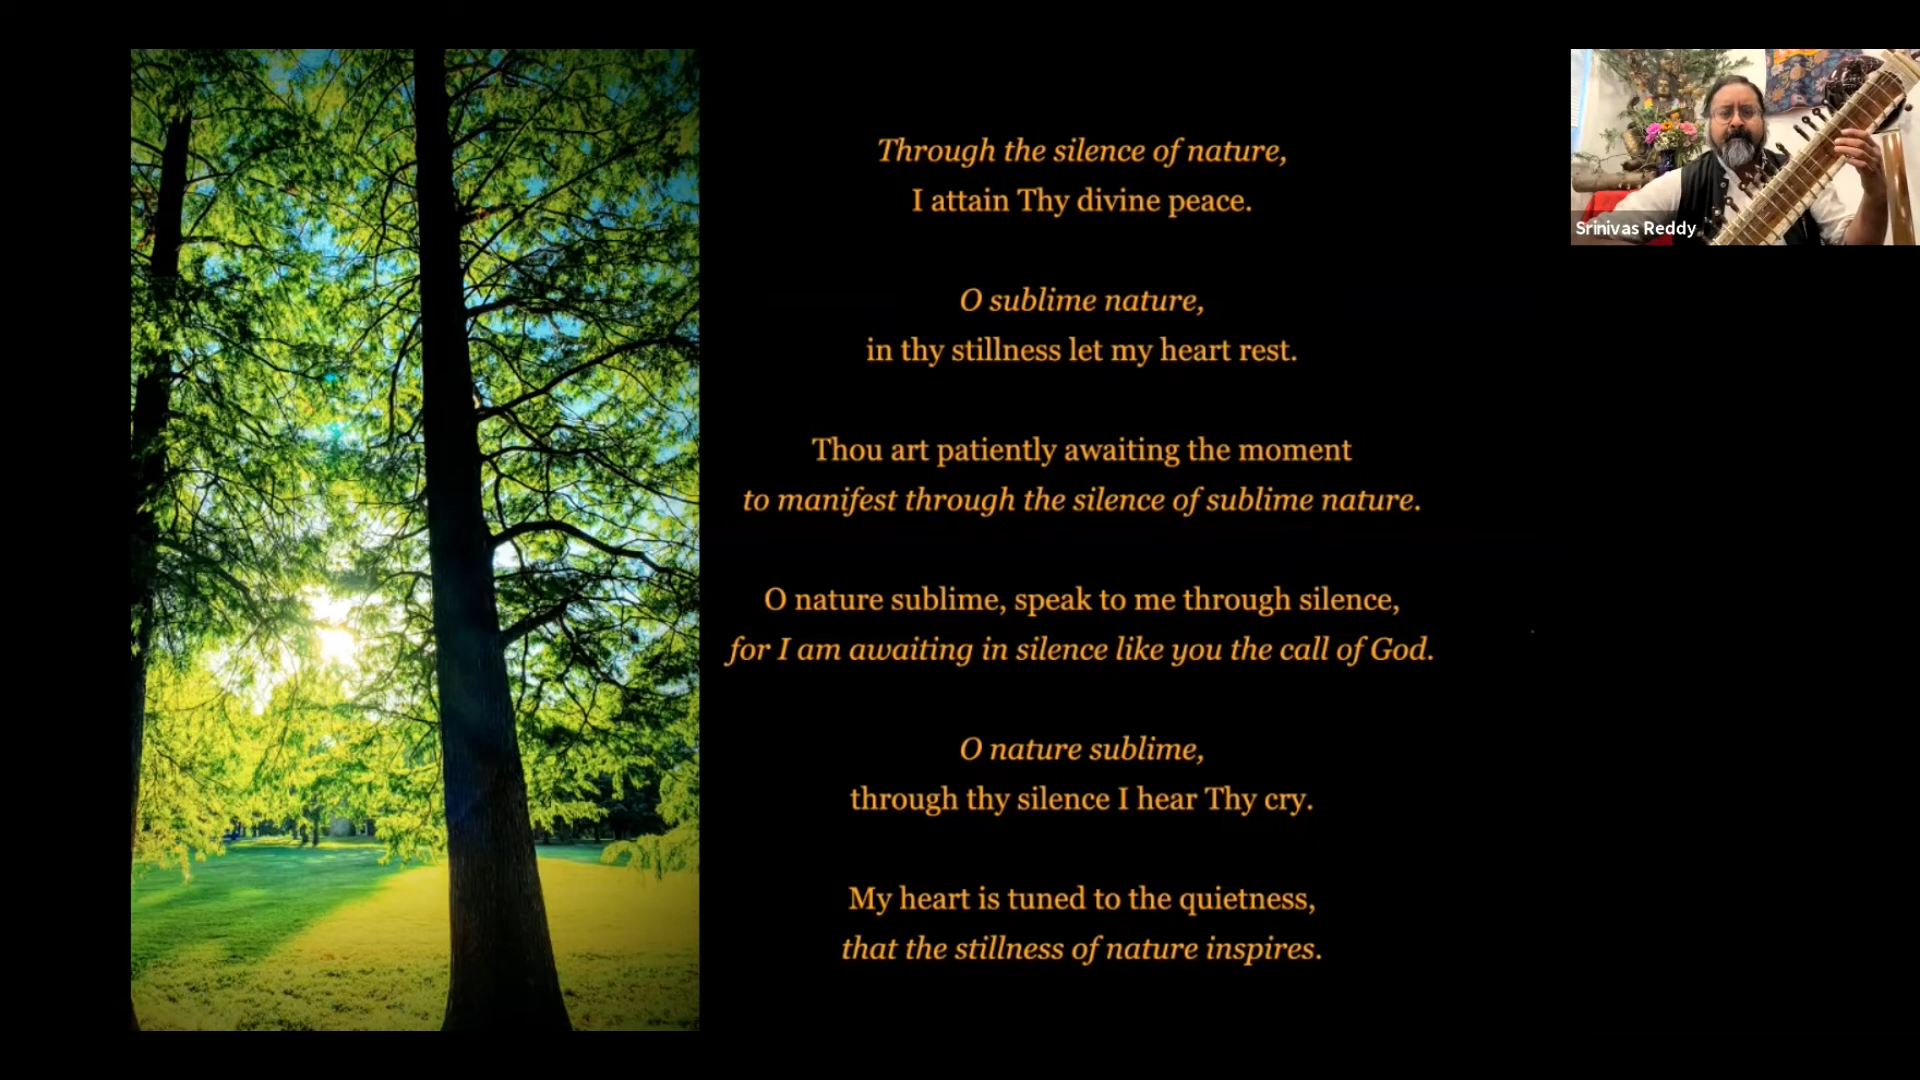 Through the silence of nature,
I attain Thy divine peace.
O sublime nature,
in thy stillness let my heart rest.
Thou art patiently awaiting the moment
to manifest through the silence of sublime nature.
O nature sublime, speak to me through silence,
for I am awaiting in silence like you the call of God.
O nature sublime,
through thy silence I hear Thy cry.
My heart is tuned to the quietness,
that the stillness of nature inspires.
Srinivas Reddy